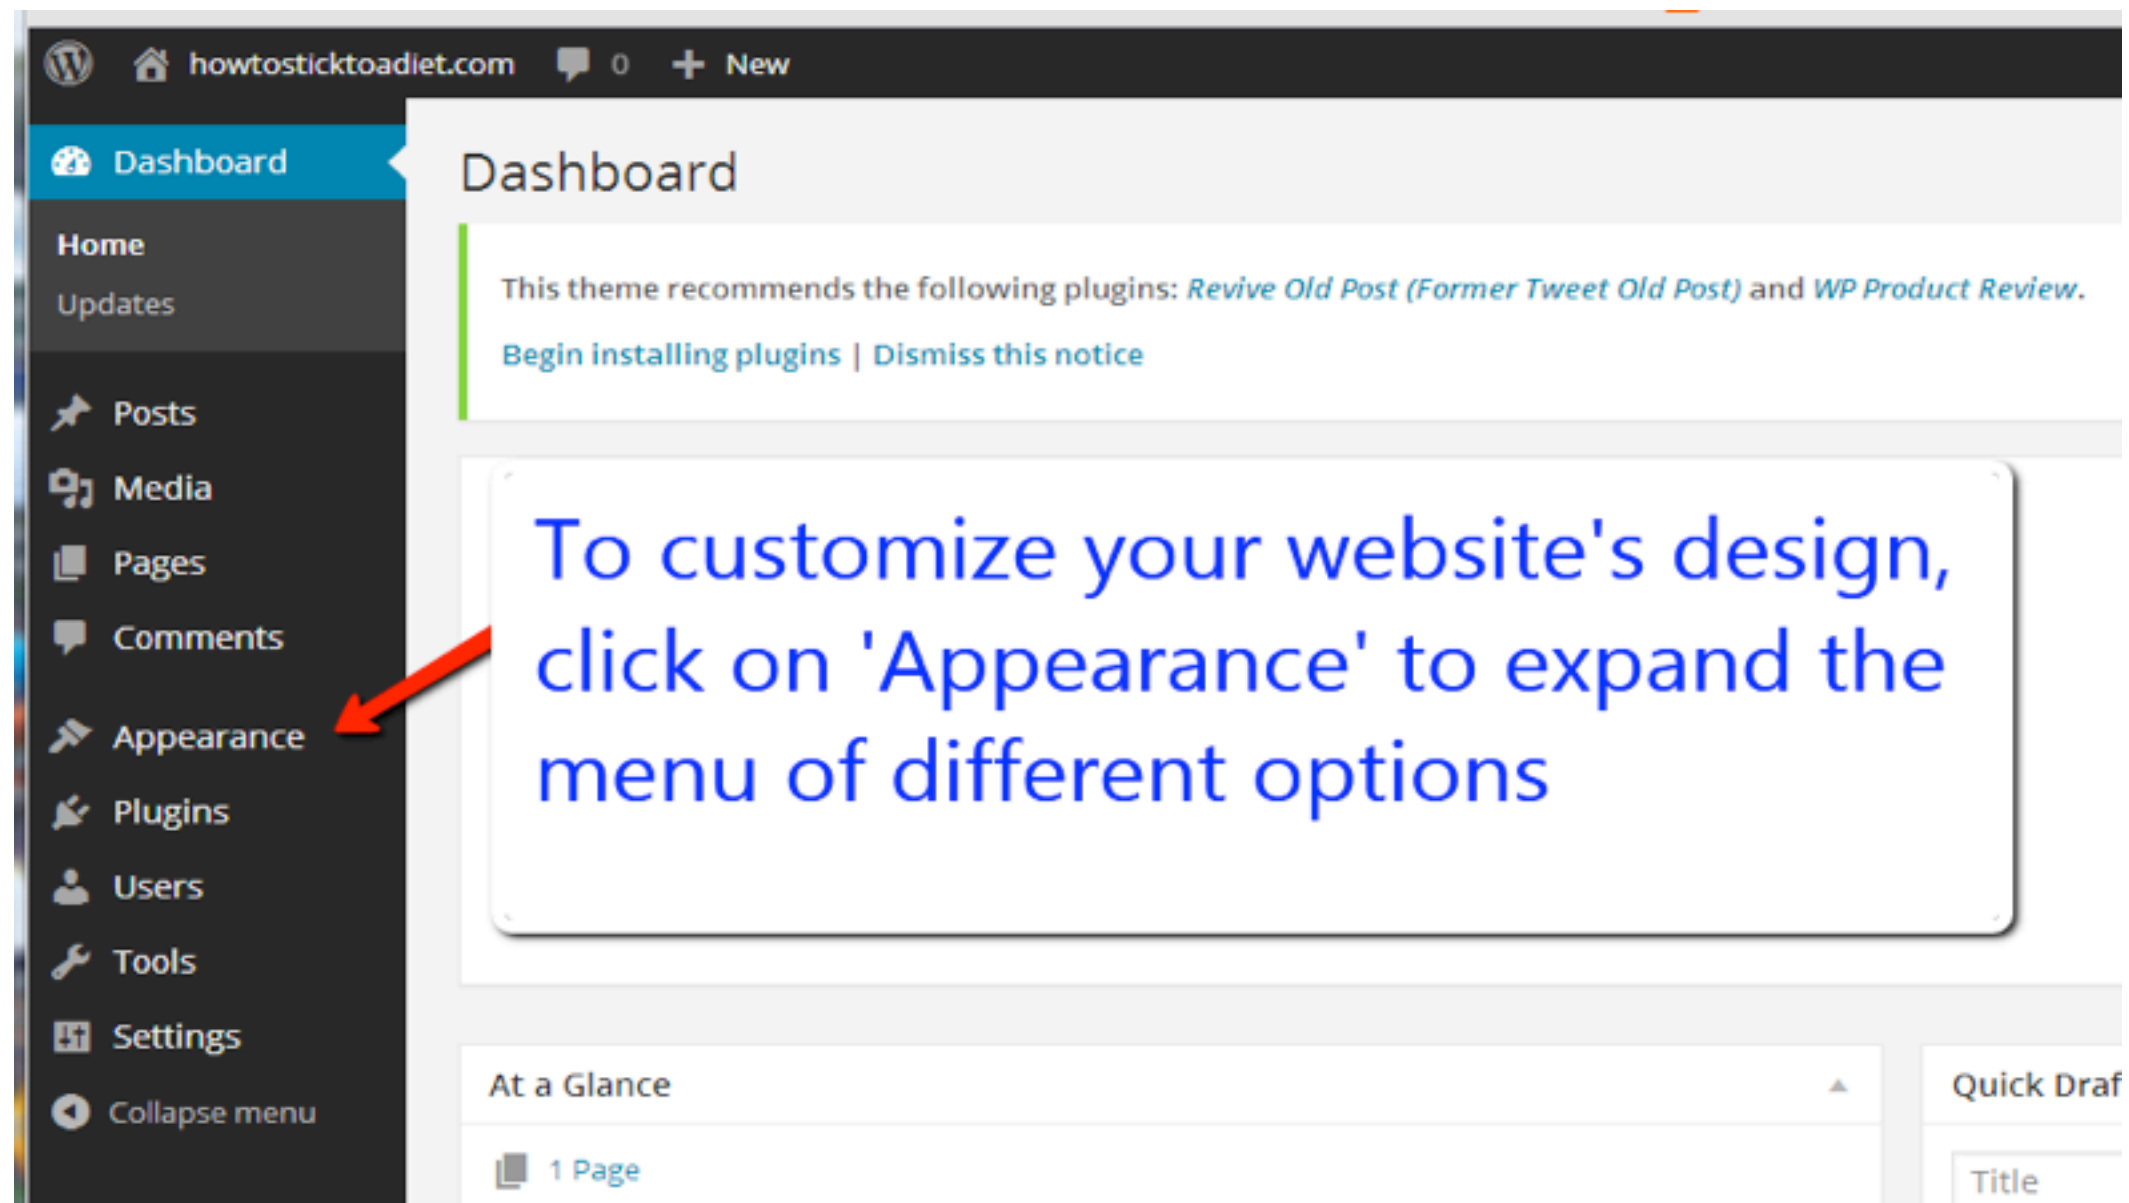 howtosticktoadiet.com 0 + New
Dashboard
Home
Updates
Posts
Media
Pages
Comments
Appearance
Plugins
Users
Tools
Settings
Collapse menu
Dashboard
This theme recommends the following plugins: Revive Old Post (Former Tweet Old Post) and WP Product Review.
Begin installing plugins | Dismiss this notice
To customize your website's design,
click on 'Appearance' to expand the
menu of different options
At a Glance
1 Page
Quick Draf
Title